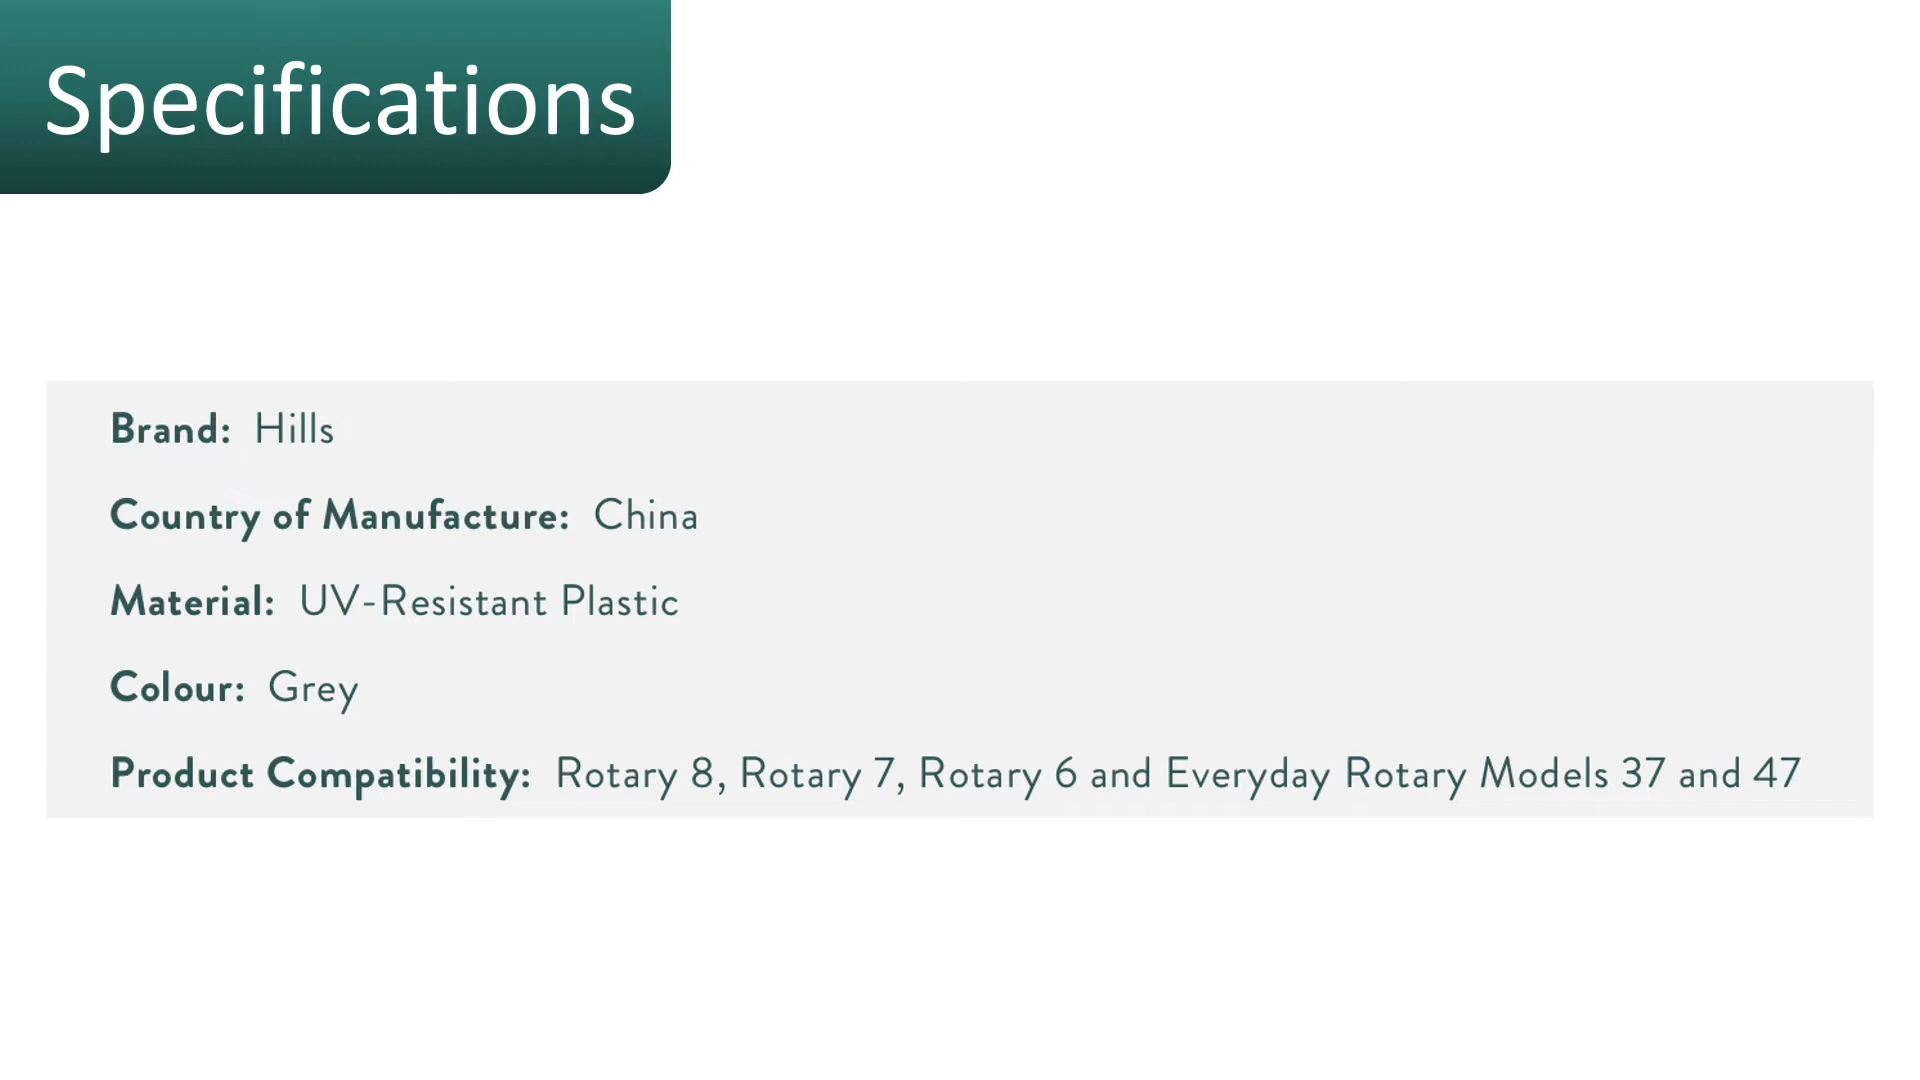 Specifications
Brand: Hills
Country of Manufacture: China
Material: UV-Resistant Plastic
Colour: Grey
Product Compatibility: Rotary 8, Rotary 7, Rotary 6 and Everyday Rotary Models 37 and 47